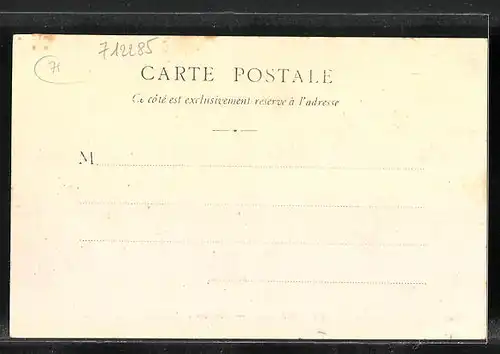 712285
71
CARTE POSTALE
Ce côté est exclusivement réservé à l'adresse
M